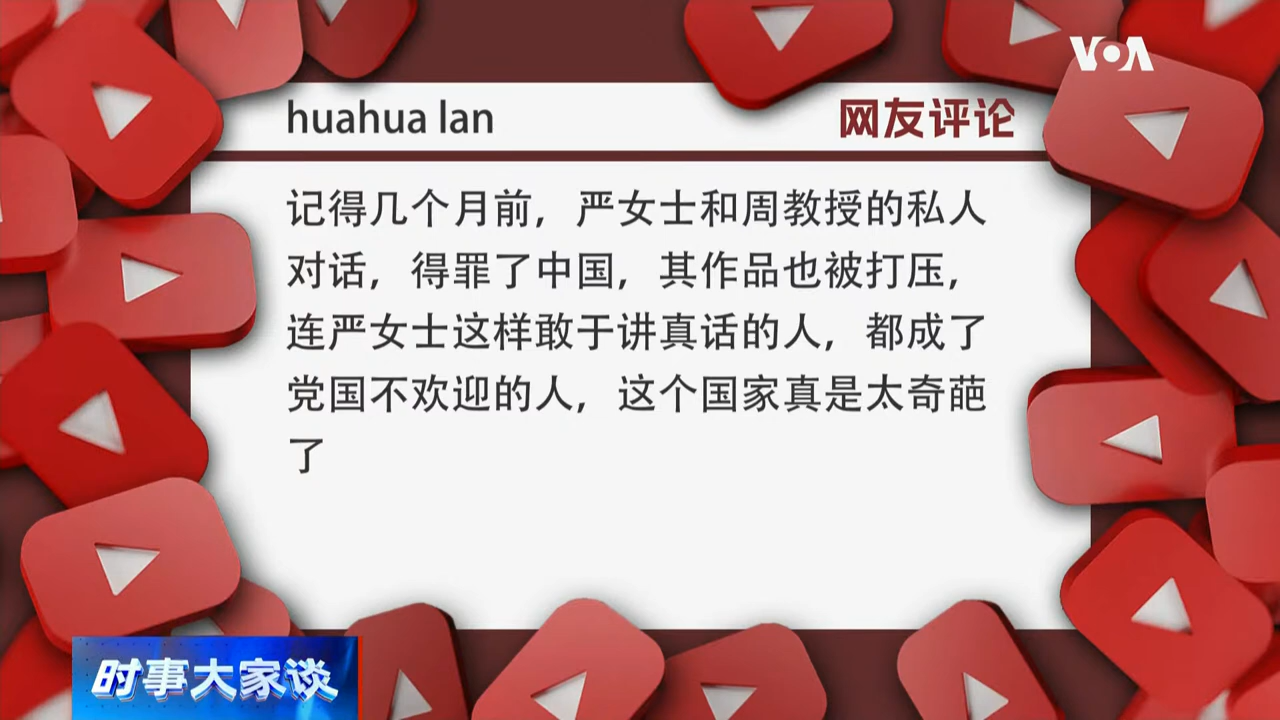 VOA
huahua lan
网友评论
记得几个月前，严女士和周教授的私人
对话，得罪了中国，其作品也被打压，
连严女士这样敢于讲真话的人，都成了
党国不欢迎的人，这个国家真是太奇葩
了
时事大家谈